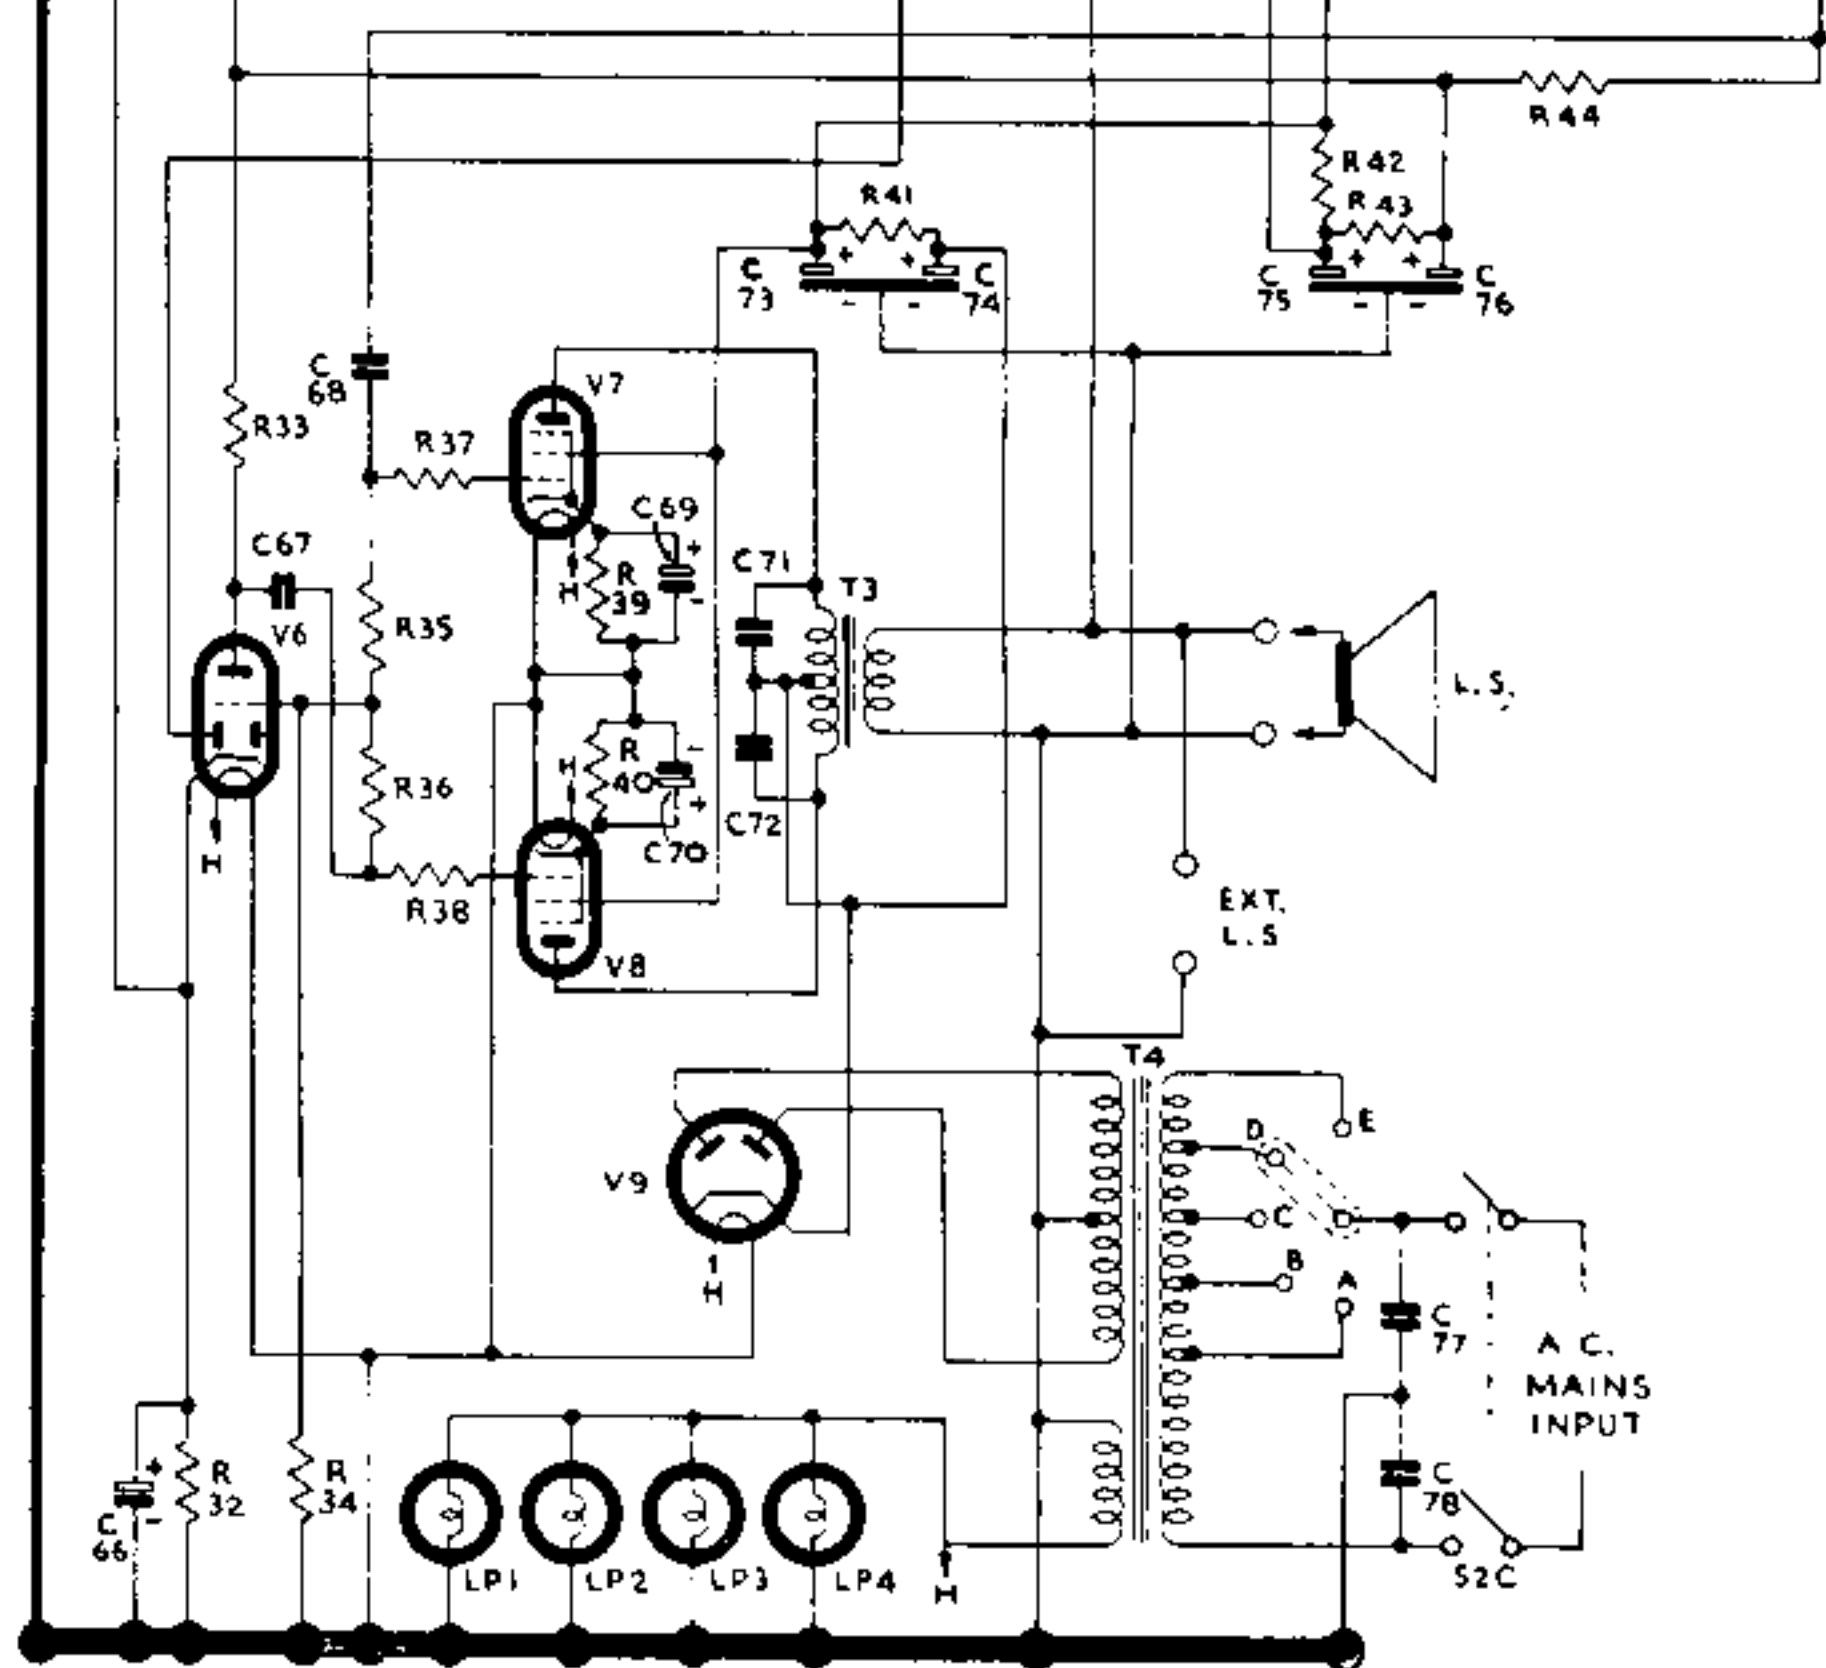 R44
R42
R41
R43
C
73
C
74
C
75
C
76
V7
C
68
R33
R37
C69
C67
C71
T3
H
R
39
V6
R35
L.S.
R
40
H
R36
C72
C70
H
R38
EXT.
L.S
V8
T4
E
D
V9
C
B
A
H
C
77
A C.
MAINS
INPUT
R
32
R
34
C
66
C
78
LP1
LP2
LP3
LP4
H
S2C